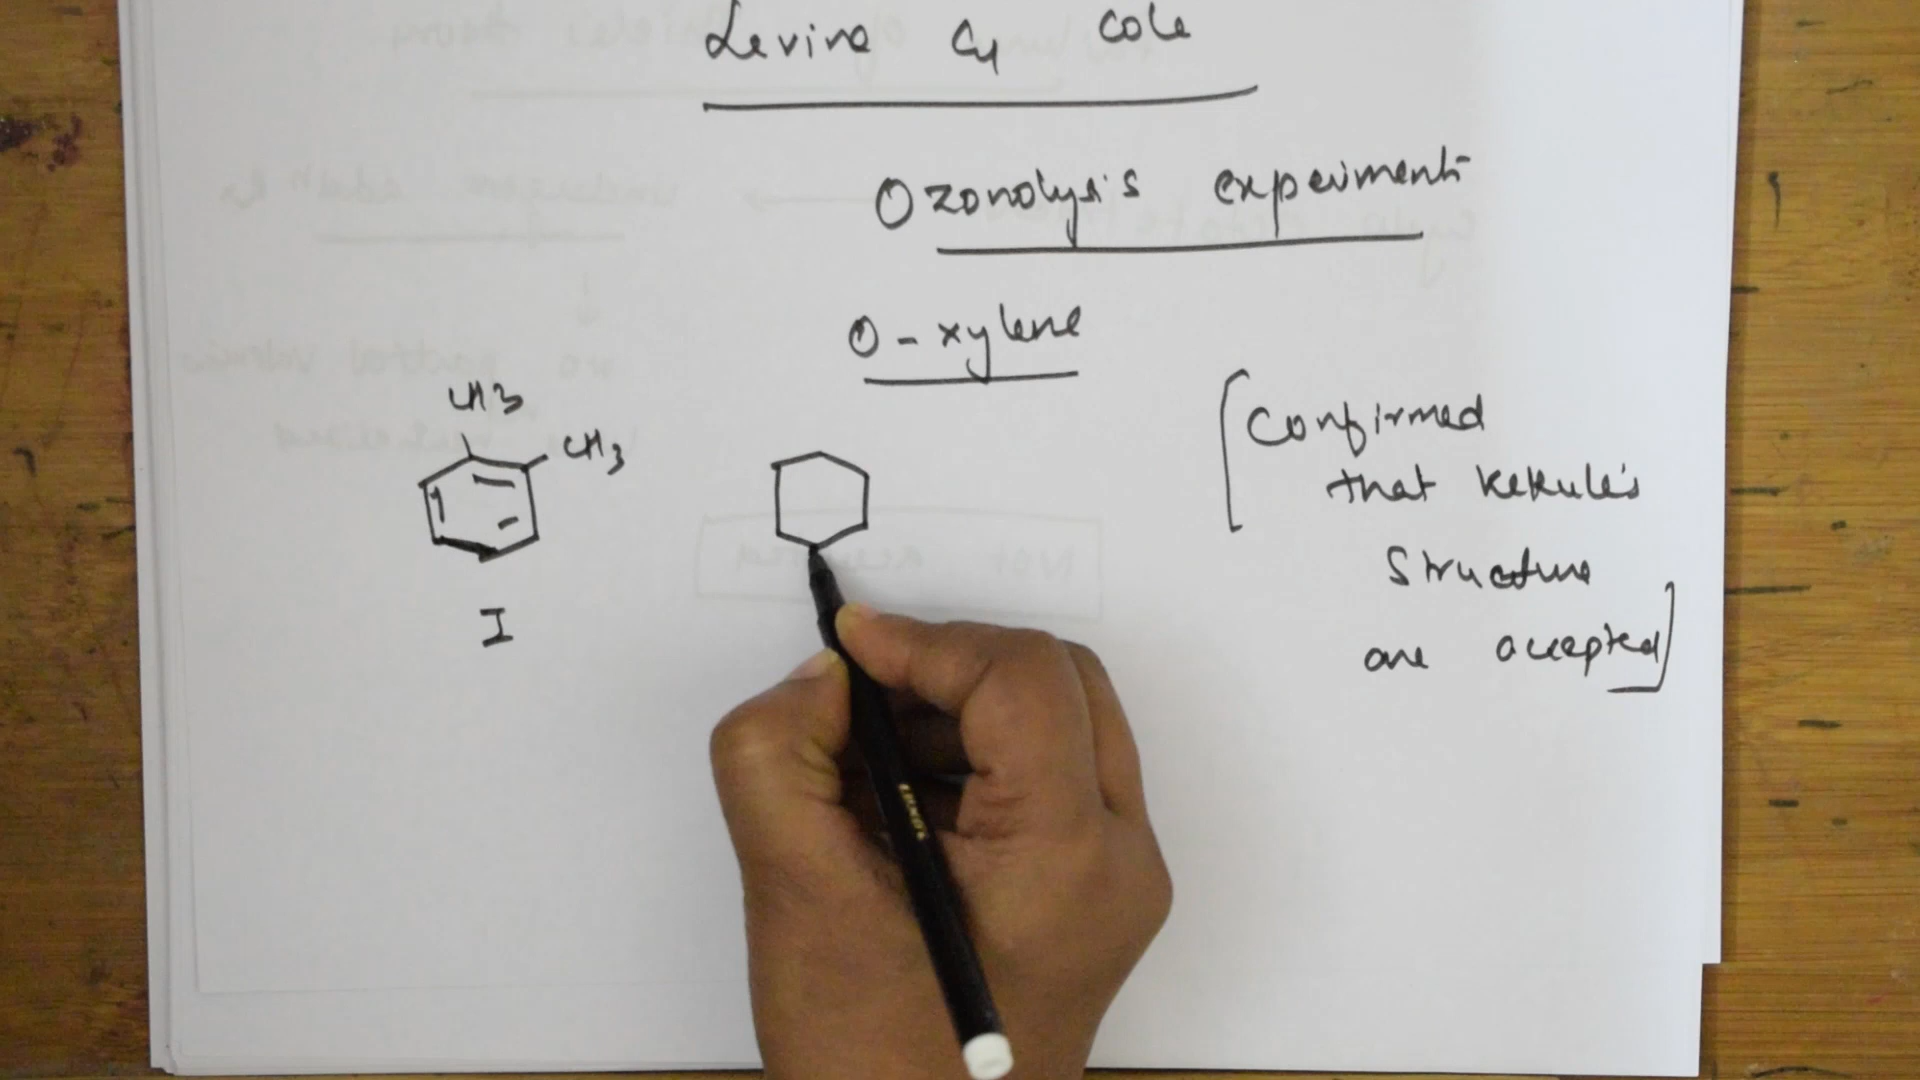 Levine & Cole
Ozonolysis experiment
O-xylene
CH3
CH3
I
[Confirmed
that Kekule's
Structure
are accepted]